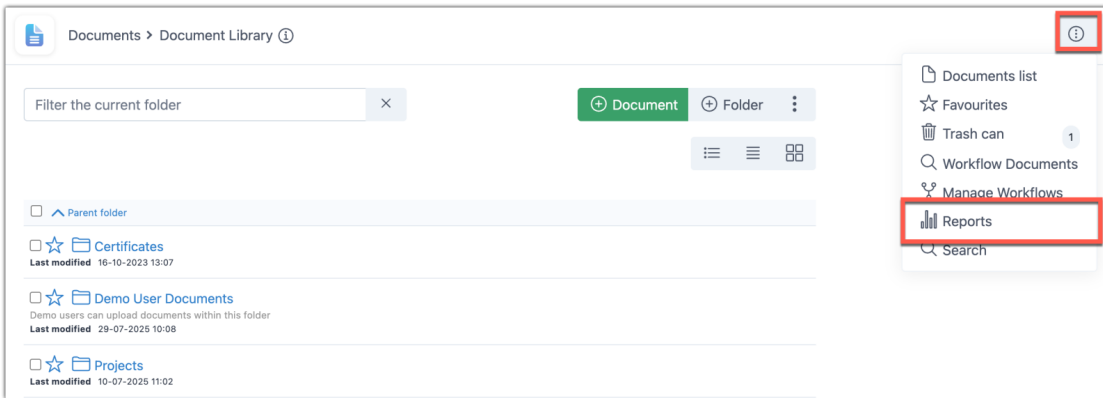 Documents > Document Library
Filter the current folder
Document
Folder
Documents list
Favourites
Trash can 1
Workflow Documents
Manage Workflows
Reports
Search
Parent folder
Certificates
Last modified 16-10-2023 13:07
Demo User Documents
Demo users can upload documents within this folder
Last modified 29-07-2025 10:08
Projects
Last modified 10-07-2025 11:02